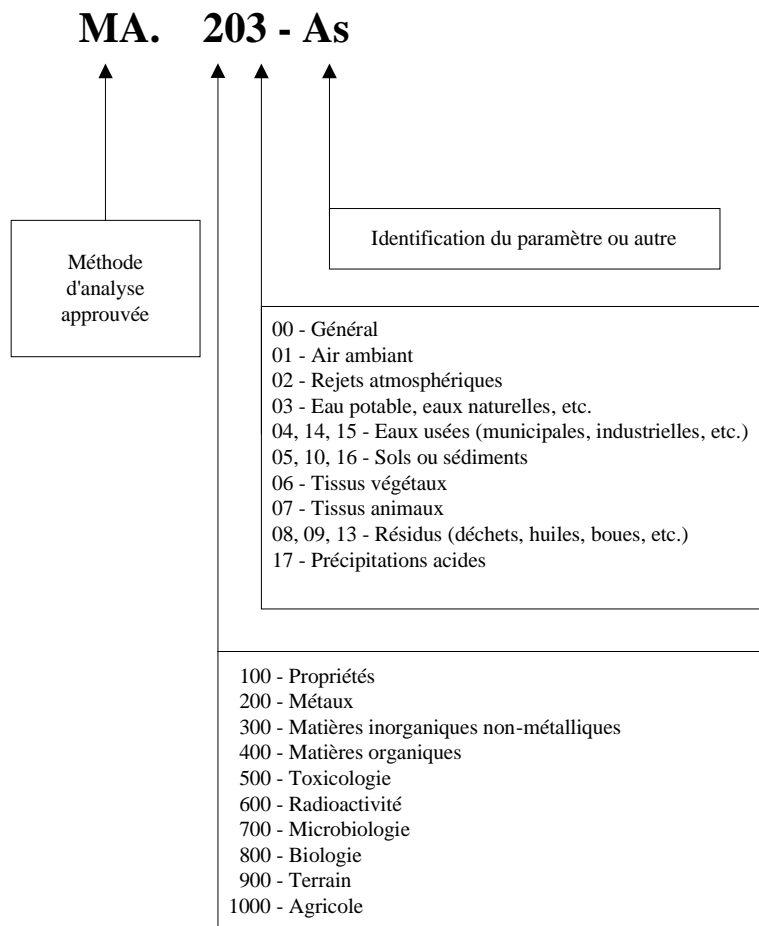 MA. 203 - As
Méthode
d'analyse
approuvée
Identification du paramètre ou autre
00 - Général
01 - Air ambiant
02 - Rejets atmosphériques
03 - Eau potable, eaux naturelles, etc.
04, 14, 15 - Eaux usées (municipales, industrielles, etc.)
05, 10, 16 - Sols ou sédiments
06 - Tissus végétaux
07 - Tissus animaux
08, 09, 13 - Résidus (déchets, huiles, boues, etc.)
17 - Précipitations acides
100 - Propriétés
200 - Métaux
300 - Matières inorganiques non-métalliques
400 - Matières organiques
500 - Toxicologie
600 - Radioactivité
700 - Microbiologie
800 - Biologie
900 - Terrain
1000 - Agricole